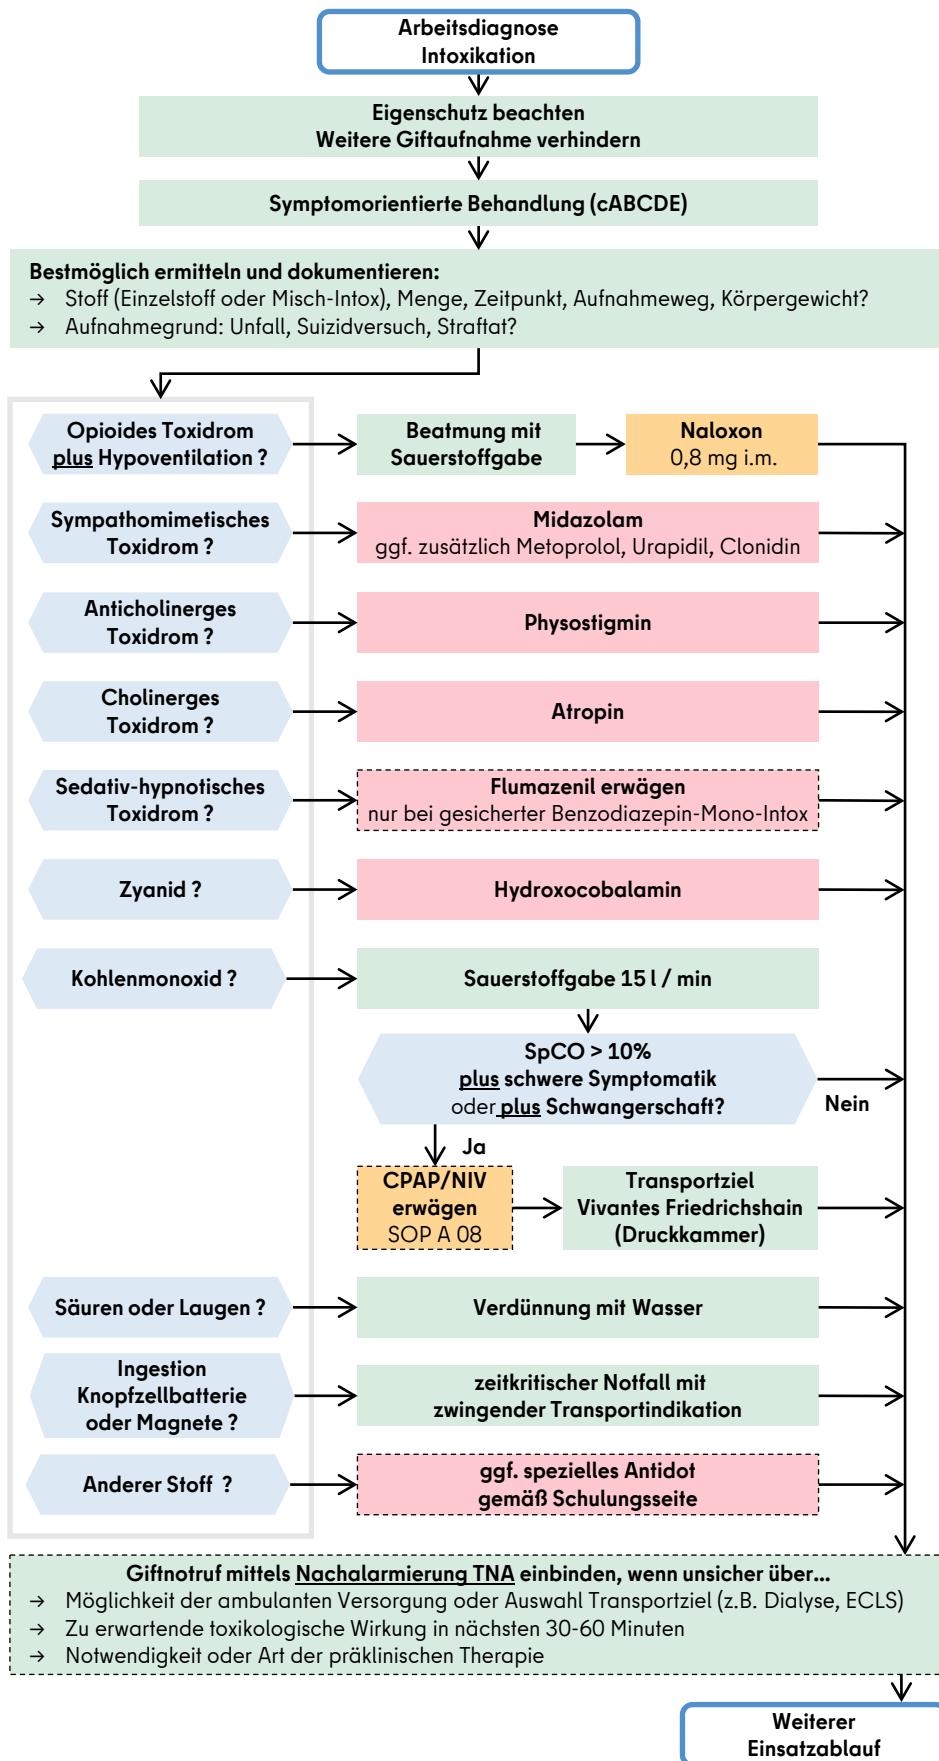 Arbeitsdiagnose
Intoxikation
Eigenschutz beachten
Weitere Giftaufnahme verhindern
Symptomorientierte Behandlung (cABCDE)
Bestmöglich ermitteln und dokumentieren:
→ Stoff (Einzelstoff oder Misch-Intox), Menge, Zeitpunkt, Aufnahmeweg, Körpergewicht?
→ Aufnahmegrund: Unfall, Suizidversuch, Straftat?
Opioides Toxidrom
plus Hypoventilation ?
Beatmung mit
Sauerstoffgabe
Naloxon
0,8 mg i.m.
Sympathomimetisches
Toxidrom ?
Midazolam
ggf. zusätzlich Metoprolol, Urapidil, Clonidin
Anticholinerges
Toxidrom ?
Physostigmin
Cholinerges
Toxidrom ?
Atropin
Sedativ-hypnotisches
Toxidrom ?
Flumazenil erwägen
nur bei gesicherter Benzodiazepin-Mono-Intox
Zyanid ?
Hydroxocobalamin
Kohlenmonoxid ?
Sauerstoffgabe 15 l / min
SpCO > 10%
plus schwere Symptomatik
oder plus Schwangerschaft?
Nein
Ja
CPAP/NIV
erwägen
SOP A 08
Transportziel
Vivantes Friedrichshain
(Druckkammer)
Säuren oder Laugen ?
Verdünnung mit Wasser
Ingestion
Knopfzellbatterie
oder Magnete ?
zeitkritischer Notfall mit
zwingender Transportindikation
Anderer Stoff ?
ggf. spezielles Antidot
gemäß Schulungsseite
Giftnotruf mittels Nachalarmierung TNA einbinden, wenn unsicher über...
→ Möglichkeit der ambulanten Versorgung oder Auswahl Transportziel (z.B. Dialyse, ECLS)
→ Zu erwartende toxikologische Wirkung in nächsten 30-60 Minuten
→ Notwendigkeit oder Art der präklinischen Therapie
Weiterer
Einsatzablauf